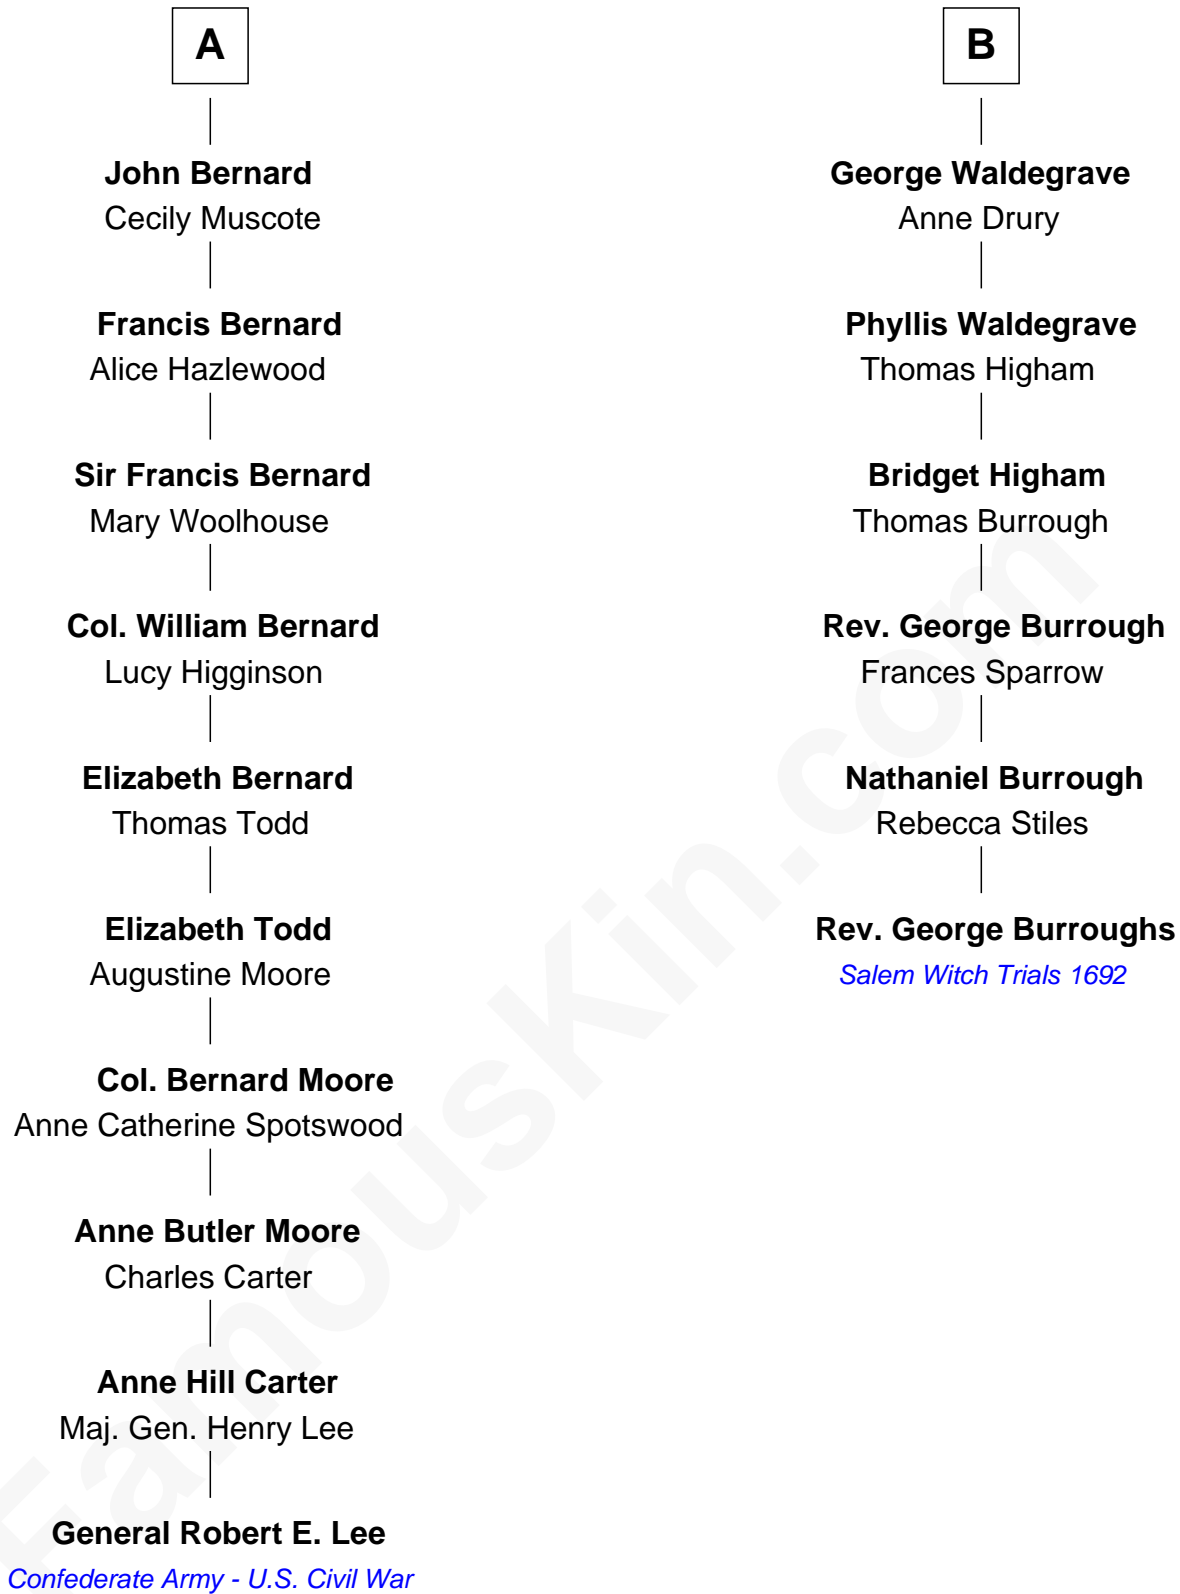 A
John Bernard
Cecily Muscote
Francis Bernard
Alice Hazlewood
Sir Francis Bernard
Mary Woolhouse
Col. William Bernard
Lucy Higginson
Elizabeth Bernard
Thomas Todd
Elizabeth Todd
Augustine Moore
Col. Bernard Moore
Anne Catherine Spotswood
Anne Butler Moore
Charles Carter
Anne Hill Carter
Maj. Gen. Henry Lee
General Robert E. Lee
Confederate Army - U.S. Civil War
B
George Waldegrave
Anne Drury
Phyllis Waldegrave
Thomas Higham
Bridget Higham
Thomas Burrough
Rev. George Burrough
Frances Sparrow
Nathaniel Burrough
Rebecca Stiles
Rev. George Burroughs
Salem Witch Trials 1692
FamousKin.com